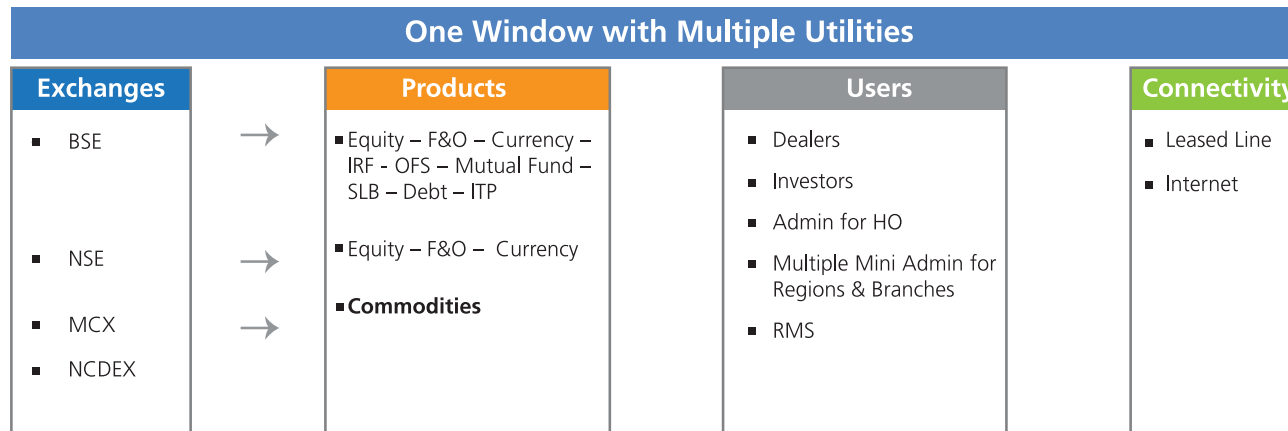 One Window with Multiple Utilities
Exchanges
▪ BSE
▪ NSE
▪ MCX
▪ NCDEX
Products
▪ Equity – F&O – Currency –
IRF - OFS – Mutual Fund –
SLB – Debt – ITP
▪ Equity – F&O – Currency
▪ Commodities
Users
▪ Dealers
▪ Investors
▪ Admin for HO
▪ Multiple Mini Admin for
Regions & Branches
▪ RMS
Connectivity
▪ Leased Line
▪ Internet